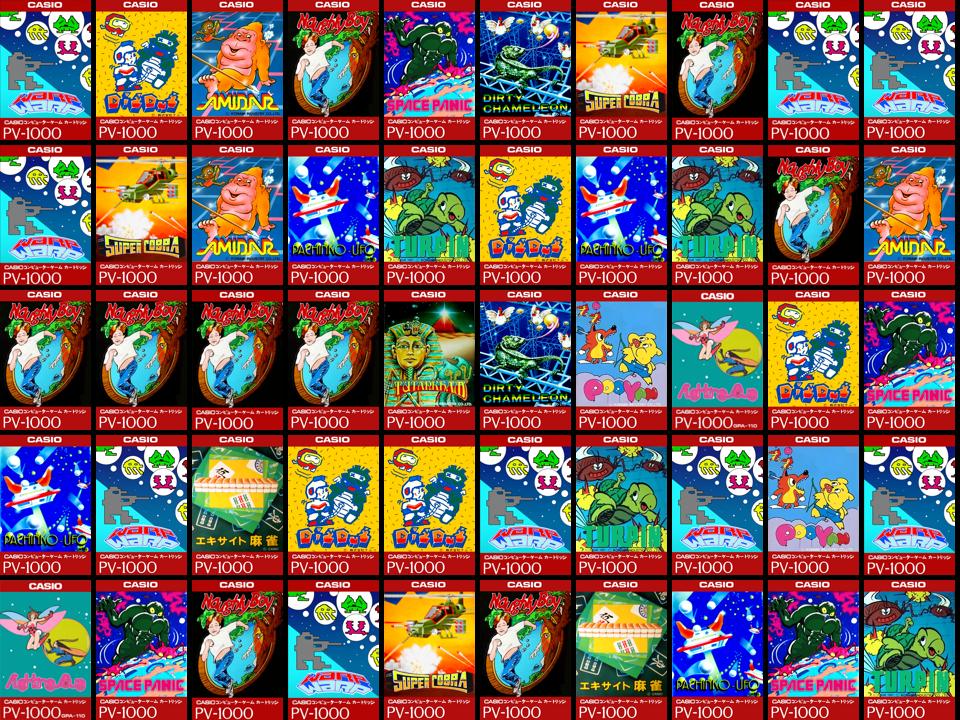 CASIO CASIO CASIO CASIO CASIO CASIO CASIO CASIO CASIO CASIO
WARP WARP DIG DUG AMIDAR Naughty Boy SPACE PANIC DIRTY CHAMELEON SUPER COBRA Naughty Boy WARP WARP WARP WARP
CASIOコンピューターゲーム カートリッジ CASIOコンピューターゲーム カートリッジ CASIOコンピューターゲーム カートリッジ CASIOコンピューターゲーム カートリッジ CASIOコンピューターゲーム カートリッジ CASIOコンピューターゲーム カートリッジ CASIOコンピューターゲーム カートリッジ CASIOコンピューターゲーム カートリッジ CASIOコンピューターゲーム カートリッジ CASIOコンピューターゲーム カートリッジ
PV-1000 PV-1000 PV-1000 PV-1000 PV-1000 PV-1000 PV-1000 PV-1000 PV-1000 PV-1000
CASIO CASIO CASIO CASIO CASIO CASIO CASIO CASIO CASIO CASIO
WARP WARP SUPER COBRA AMIDAR PACHINKO-UFO TURPIN DIG DUG PACHINKO-UFO TURPIN Naughty Boy AMIDAR
CASIOコンピューターゲーム カートリッジ CASIOコンピューターゲーム カートリッジ CASIOコンピューターゲーム カートリッジ CASIOコンピューターゲーム カートリッジ CASIOコンピューターゲーム カートリッジ CASIOコンピューターゲーム カートリッジ CASIOコンピューターゲーム カートリッジ CASIOコンピューターゲーム カートリッジ CASIOコンピューターゲーム カートリッジ CASIOコンピューターゲーム カートリッジ
PV-1000 PV-1000 PV-1000 PV-1000 PV-1000 PV-1000 PV-1000 PV-1000 PV-1000 PV-1000
CASIO CASIO CASIO CASIO CASIO CASIO CASIO CASIO CASIO CASIO
Naughty Boy Naughty Boy Naughty Boy Naughty Boy TUTANKHAM DIRTY CHAMELEON POOYAN Fighting Bug DIG DUG SPACE PANIC
CASIOコンピューターゲーム カートリッジ CASIOコンピューターゲーム カートリッジ CASIOコンピューターゲーム カートリッジ CASIOコンピューターゲーム カートリッジ CASIOコンピューターゲーム カートリッジ CASIOコンピューターゲーム カートリッジ CASIOコンピューターゲーム カートリッジ CASIOコンピューターゲーム カートリッジ CASIOコンピューターゲーム カートリッジ CASIOコンピューターゲーム カートリッジ
PV-1000 PV-1000 PV-1000 PV-1000 PV-1000 PV-1000 PV-1000 PV-1000 GPA-110 PV-1000 PV-1000
CASIO CASIO CASIO CASIO CASIO CASIO CASIO CASIO CASIO CASIO
PACHINKO-UFO WARP WARP エキサイト麻雀 DIG DUG DIG DUG WARP WARP TURPIN WARP WARP POOYAN WARP WARP
CASIOコンピューターゲーム カートリッジ CASIOコンピューターゲーム カートリッジ CASIOコンピューターゲーム カートリッジ CASIOコンピューターゲーム カートリッジ CASIOコンピューターゲーム カートリッジ CASIOコンピューターゲーム カートリッジ CASIOコンピューターゲーム カートリッジ CASIOコンピューターゲーム カートリッジ CASIOコンピューターゲーム カートリッジ CASIOコンピューターゲーム カートリッジ
PV-1000 PV-1000 PV-1000 PV-1000 PV-1000 PV-1000 PV-1000 PV-1000 PV-1000 PV-1000
CASIO CASIO CASIO CASIO CASIO CASIO CASIO CASIO CASIO CASIO
Fighting Bug SPACE PANIC Naughty Boy WARP WARP SUPER COBRA Naughty Boy エキサイト麻雀 PACHINKO-UFO SPACE PANIC TURPIN
CASIOコンピューターゲーム カートリッジ CASIOコンピューターゲーム カートリッジ CASIOコンピューターゲーム カートリッジ CASIOコンピューターゲーム カートリッジ CASIOコンピューターゲーム カートリッジ CASIOコンピューターゲーム カートリッジ CASIOコンピューターゲーム カートリッジ CASIOコンピューターゲーム カートリッジ CASIOコンピューターゲーム カートリッジ CASIOコンピューターゲーム カートリッジ
PV-1000 GPA-110 PV-1000 PV-1000 PV-1000 PV-1000 PV-1000 PV-1000 PV-1000 PV-1000 PV-1000